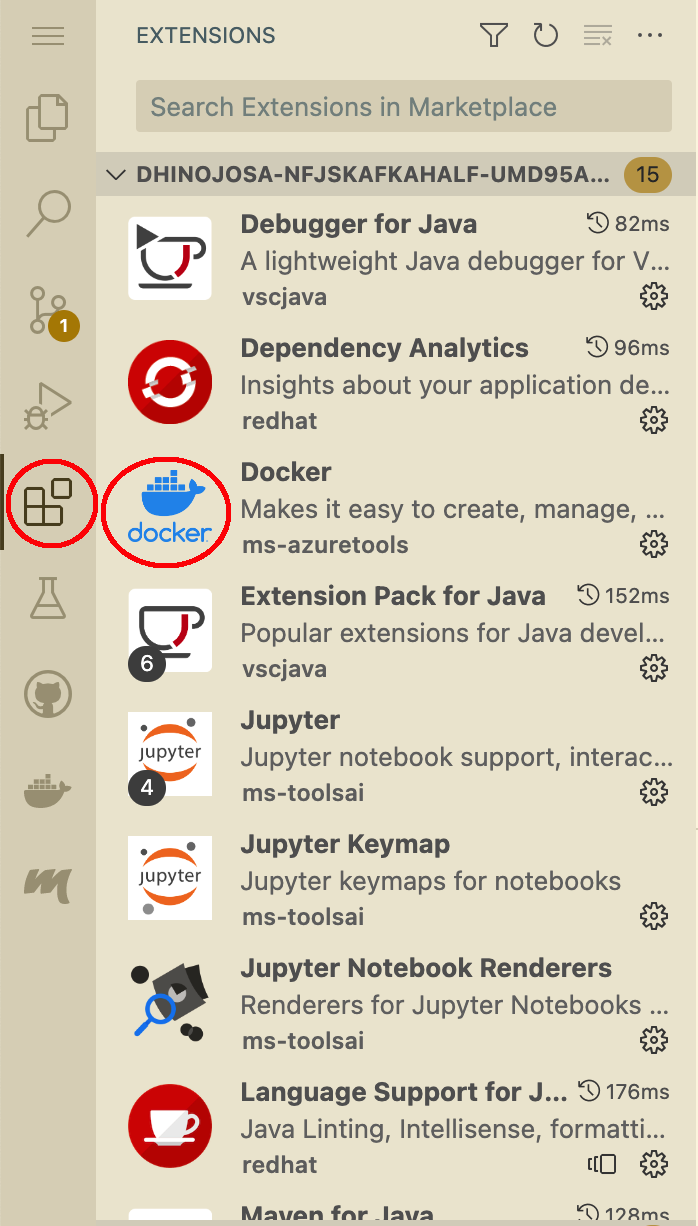 EXTENSIONS
Search Extensions in Marketplace
DHINOJOSA-NFJSKAFKAHALF-UMD95A... 15
Debugger for Java 82ms
A lightweight Java debugger for V...
vscjava
1
Dependency Analytics 96ms
Insights about your application de...
redhat
Docker
Makes it easy to create, manage, ...
docker
ms-azuretools
Extension Pack for Java 152ms
Popular extensions for Java devel...
6
vscjava
Jupyter
jupyter
Jupyter notebook support, interac...
4
ms-toolsai
Jupyter Keymap
jupyter
Jupyter keymaps for notebooks
ms-toolsai
Jupyter Notebook Renderers
Renderers for Jupyter Notebooks ...
ms-toolsai
Language Support for J... 176ms
Java Linting, Intellisense, formatti...
redhat
Maven for Java 128ms